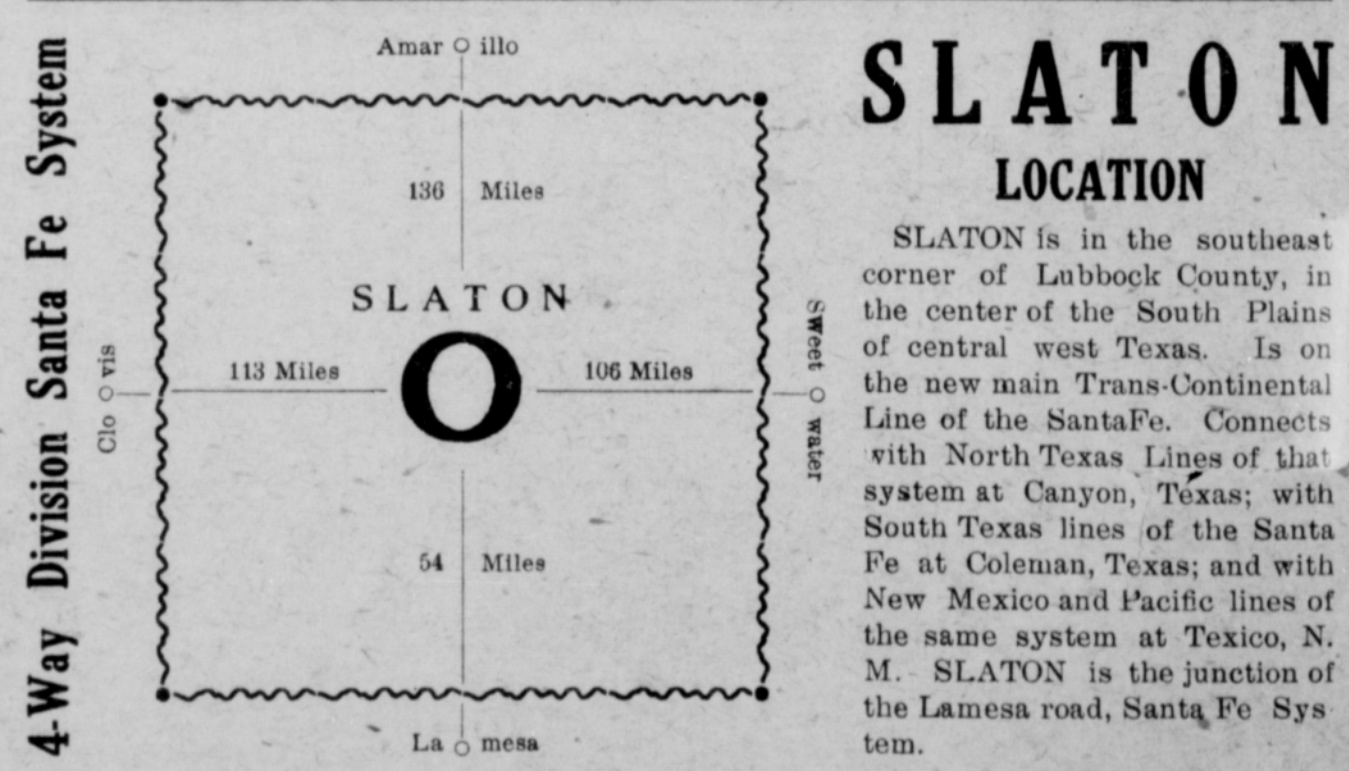 4-Way Division Santa Fe System
Amar illo
136 Miles
SLATON
113 Miles
106 Miles
Clo vis
Sweet water
54 Miles
La mesa
SLATON
LOCATION
SLATON is in the southeast
corner of Lubbock County, in
the center of the South Plains
of central west Texas. Is on
the new main Trans-Continental
Line of the SantaFe. Connects
with North Texas Lines of that
system at Canyon, Texas; with
South Texas lines of the Santa
Fe at Coleman, Texas; and with
New Mexico and Pacific lines of
the same system at Texico, N.
M. SLATON is the junction of
the Lamesa road, Santa Fe Sys
tem.